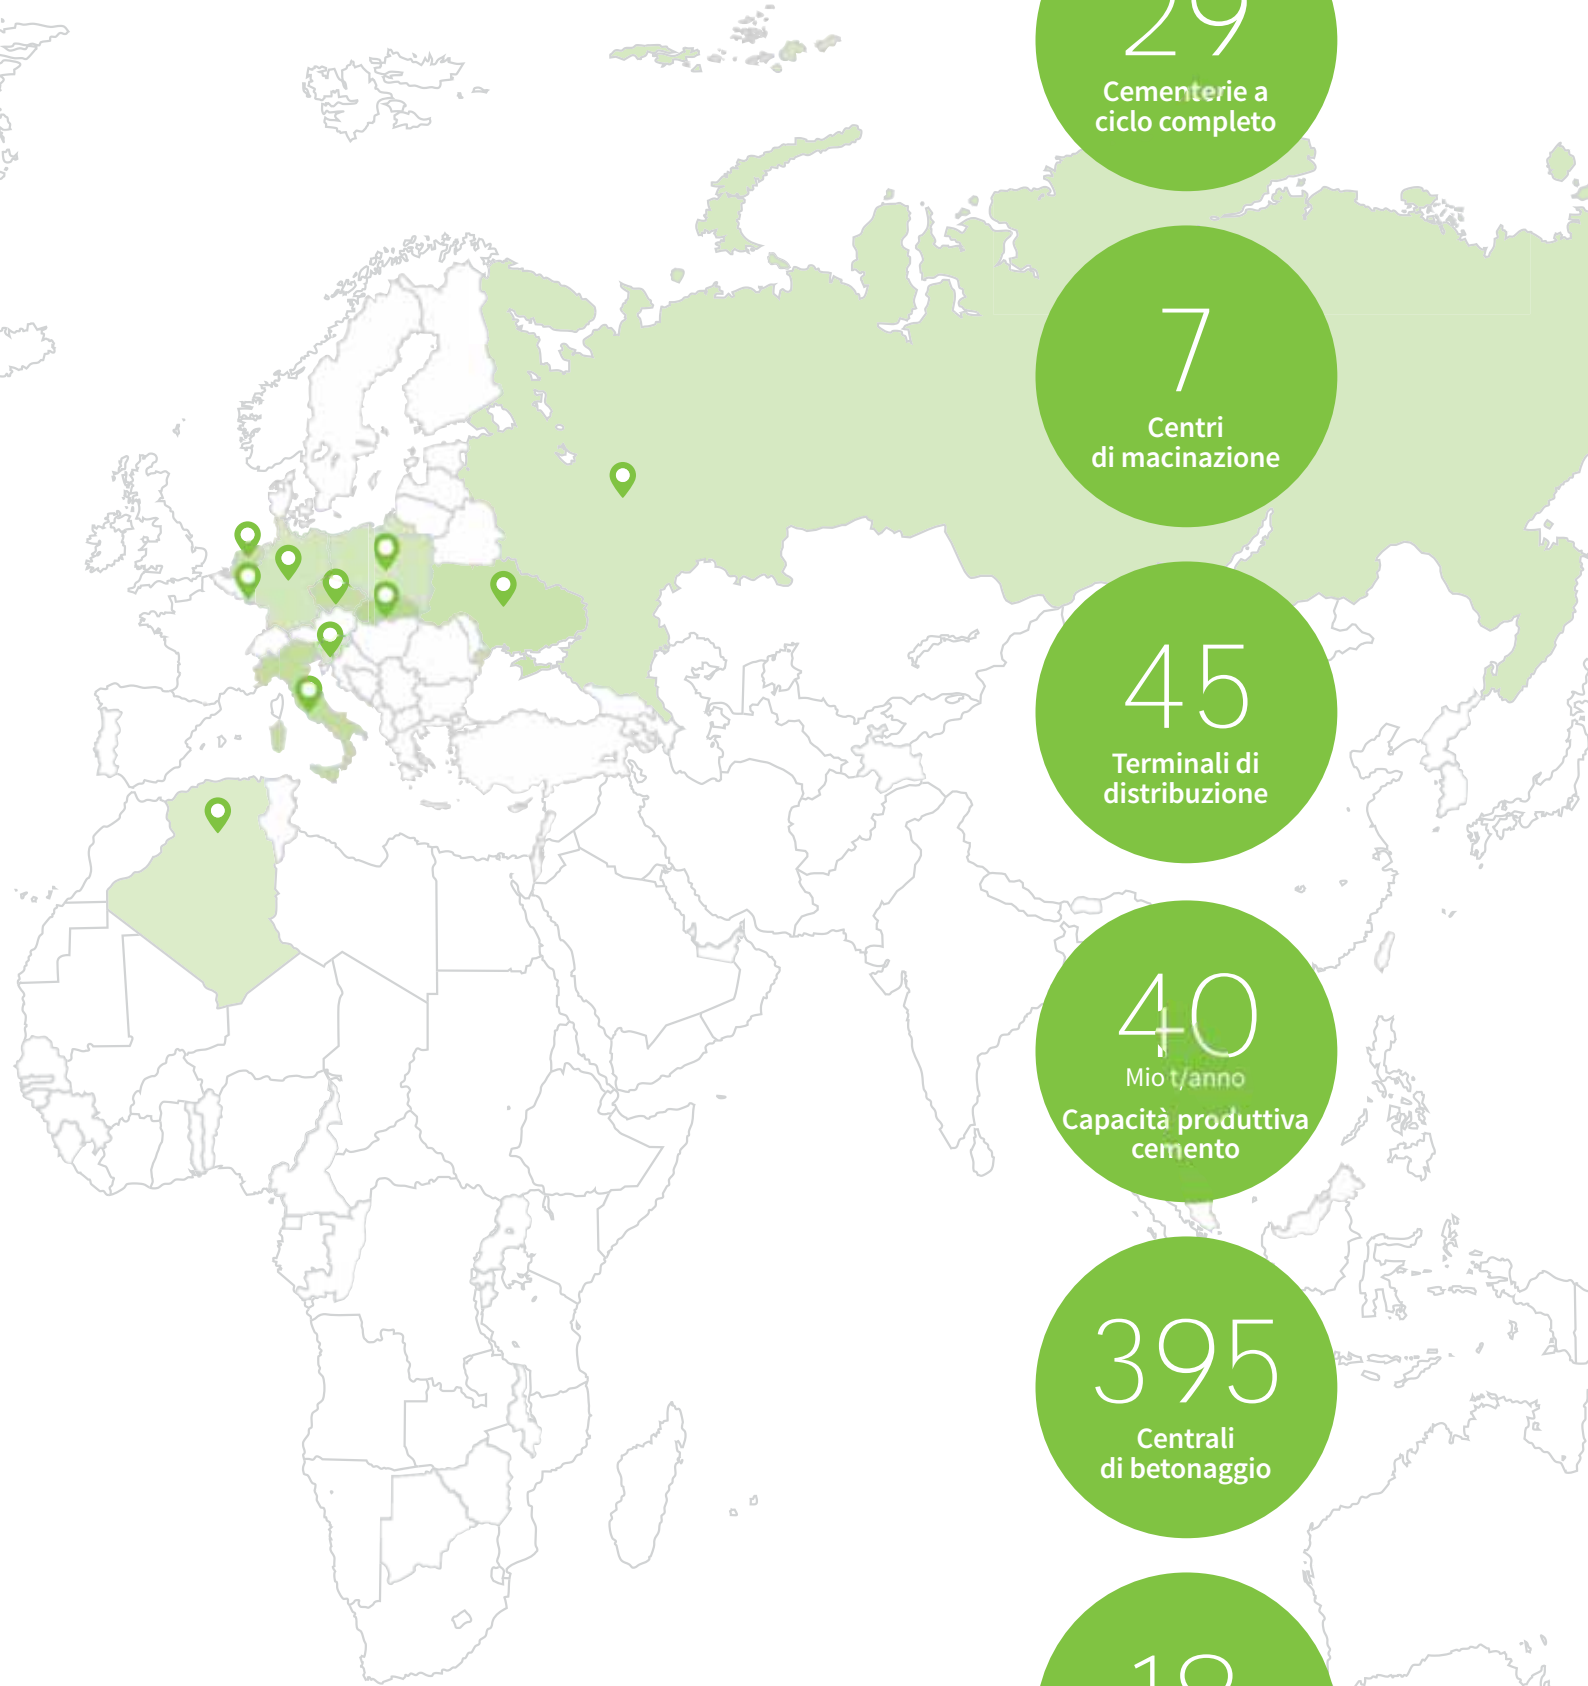 29
Cementerie a
ciclo completo
7
Centri
di macinazione
45
Terminali di
distribuzione
40
Mio t/anno
Capacità produttiva
cemento
395
Centrali
di betonaggio